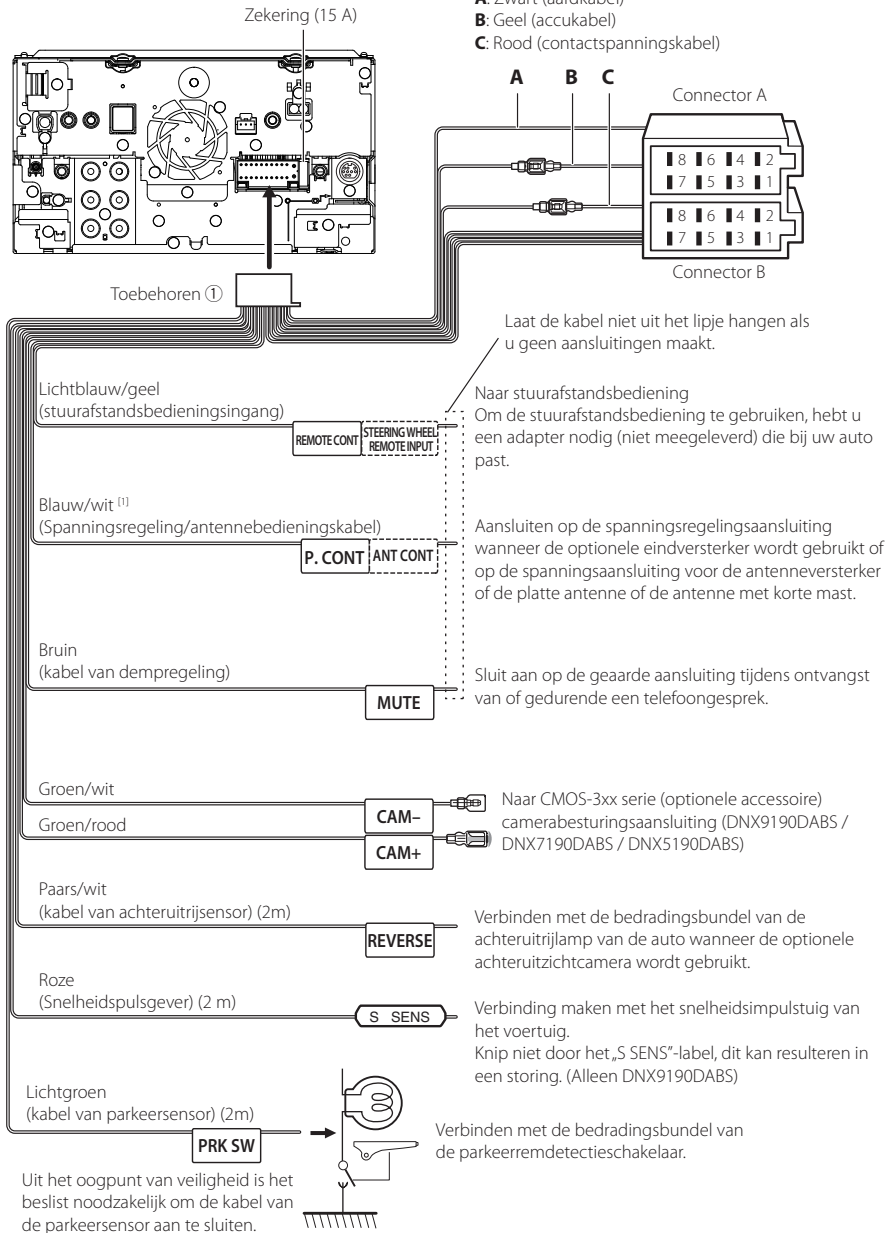 Zekering (15 A)
A: Zwart (aardkabel)
B: Geel (accukabel)
C: Rood (contactspanningskabel)
A B C
Connector A
8 6 4 2
7 5 3 1
8 6 4 2
7 5 3 1
Connector B
Toebehoren ①
Laat de kabel niet uit het lipje hangen als
u geen aansluitingen maakt.
Lichtblauw/geel
(stuurafstandsbedieningsingang)
REMOTE CONT
STEERING WHEEL
REMOTE INPUT
Naar stuurafstandsbediening
Om de stuurafstandsbediening te gebruiken, hebt u
een adapter nodig (niet meegeleverd) die bij uw auto
past.
Blauw/wit [1]
(Spanningsregeling/antennebedieningskabel)
P. CONT
ANT CONT
Aansluiten op de spanningsregelingsaansluiting
wanneer de optionele eindversterker wordt gebruikt of
op de spanningsaansluiting voor de antenneversterker
of de platte antenne of de antenne met korte mast.
Bruin
(kabel van dempregeling)
MUTE
Sluit aan op de geaarde aansluiting tijdens ontvangst
van of gedurende een telefoongesprek.
Groen/wit
CAM–
Groen/rood
CAM+
Naar CMOS-3xx serie (optionele accessoire)
camerabesturingsaansluiting (DNX9190DABS /
DNX7190DABS / DNX5190DABS)
Paars/wit
(kabel van achteruitrijsensor) (2m)
REVERSE
Verbinden met de bedradingsbundel van de
achteruitrijlamp van de auto wanneer de optionele
achteruitzichtcamera wordt gebruikt.
Roze
(Snelheidspulsgever) (2 m)
S SENS
Verbinding maken met het snelheidsimpulstuig van
het voertuig.
Knip niet door het „S SENS”-label, dit kan resulteren in
een storing. (Alleen DNX9190DABS)
Lichtgroen
(kabel van parkeersensor) (2m)
PRK SW
Verbinden met de bedradingsbundel van
de parkeerremdetectieschakelaar.
Uit het oogpunt van veiligheid is het
beslist noodzakelijk om de kabel van
de parkeersensor aan te sluiten.